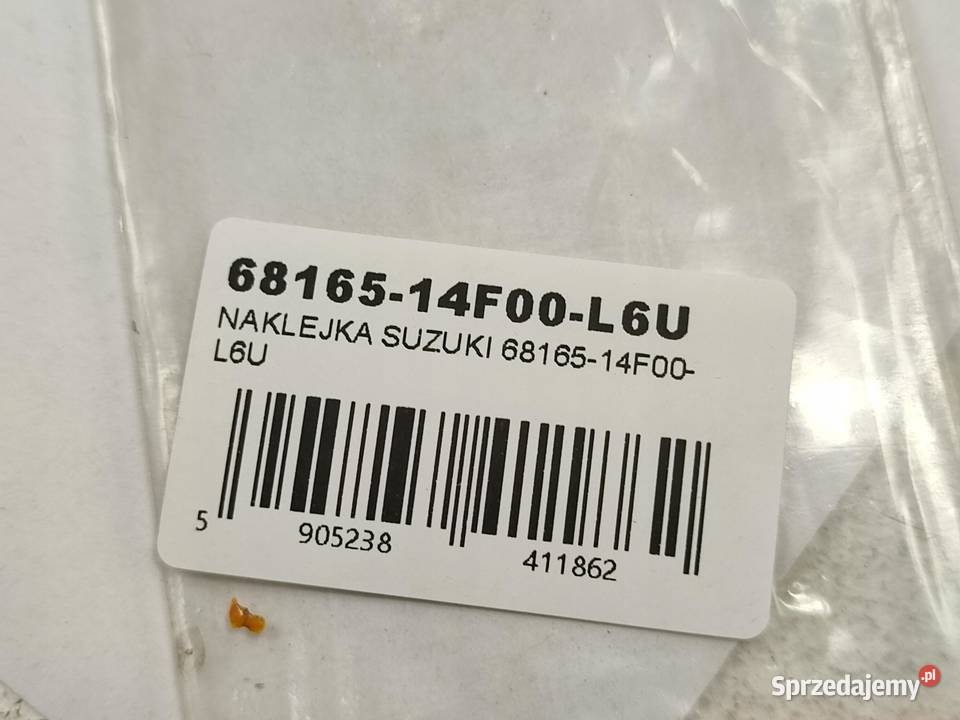 68165-14F00-L6U
NAKLEJKA SUZUKI 68165-14F00-
L6U
5 905238 411862
Sprzedajemy.pl